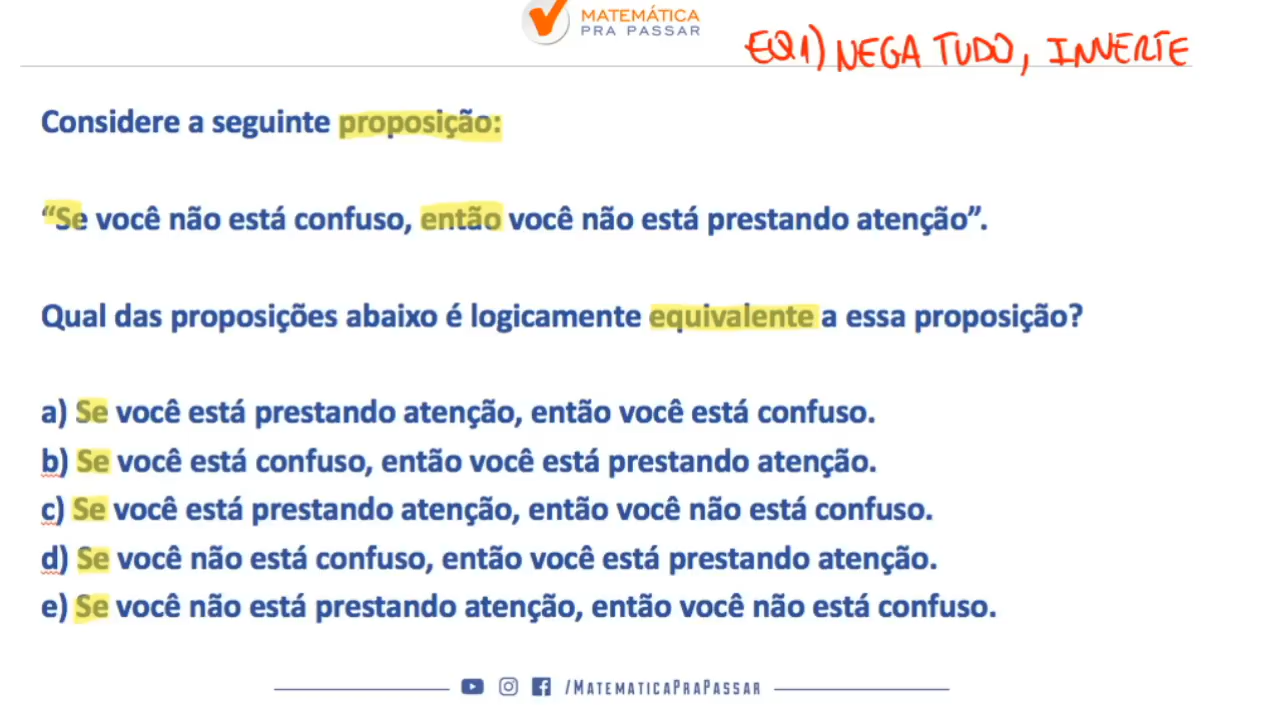 MATEMÁTICA
PRA PASSAR
EQ1) NEGA TUDO, INVERTE
Considere a seguinte proposição:
“Se você não está confuso, então você não está prestando atenção”.
Qual das proposições abaixo é logicamente equivalente a essa proposição?
a) Se você está prestando atenção, então você está confuso.
b) Se você está confuso, então você está prestando atenção.
c) Se você está prestando atenção, então você não está confuso.
d) Se você não está confuso, então você está prestando atenção.
e) Se você não está prestando atenção, então você não está confuso.
/MATEMATICAPRAPASSAR